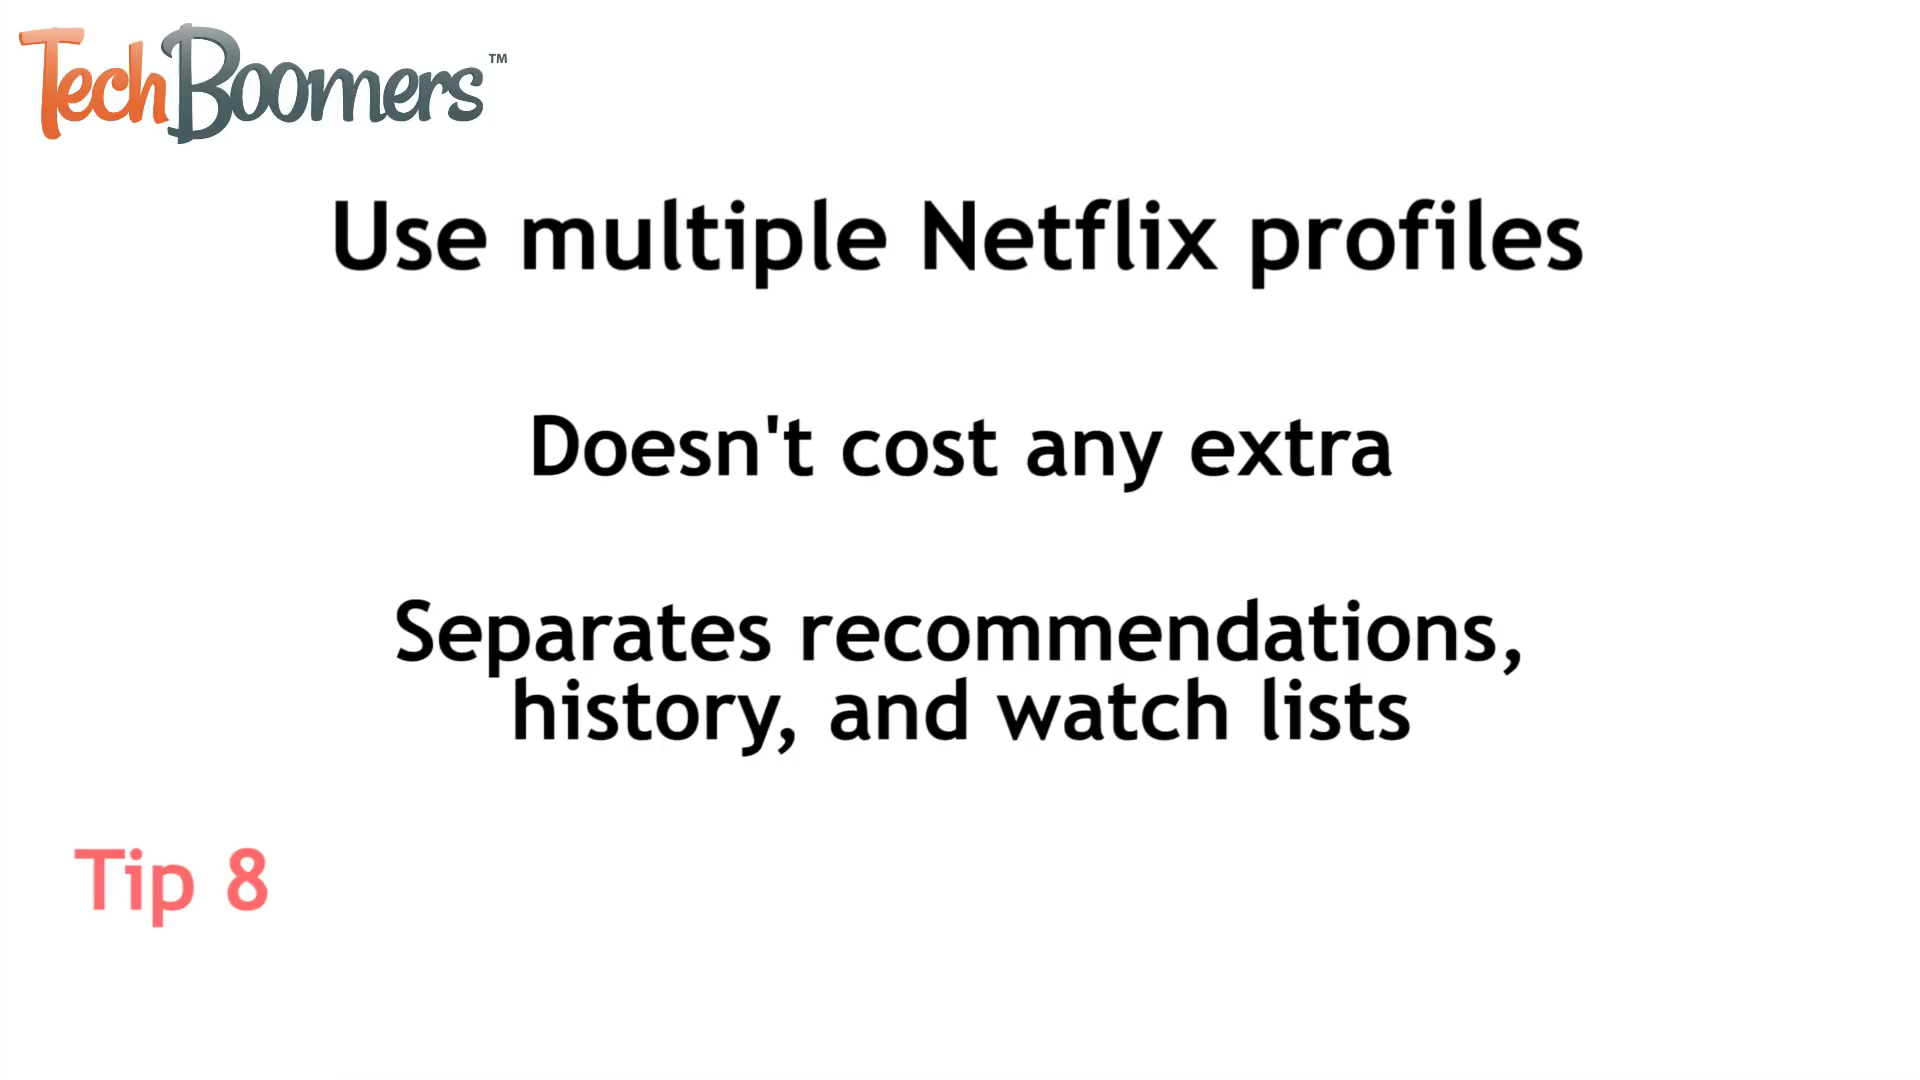 TechBoomers™
Use multiple Netflix profiles
Doesn't cost any extra
Separates recommendations,
history, and watch lists
Tip 8